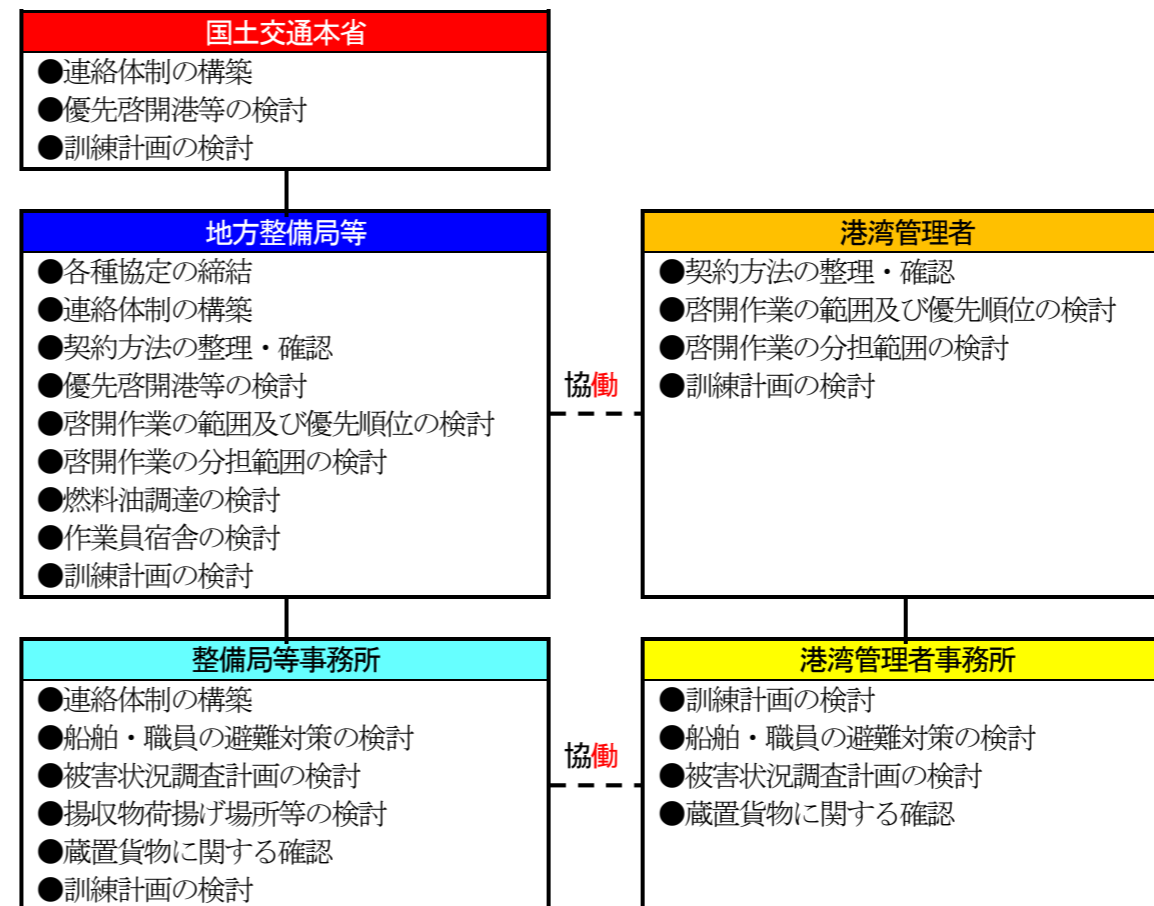 国土交通本省
●連絡体制の構築
●優先啓開港等の検討
●訓練計画の検討
地方整備局等
●各種協定の締結
●連絡体制の構築
●契約方法の整理・確認
●優先啓開港等の検討
●啓開作業の範囲及び優先順位の検討
●啓開作業の分担範囲の検討
●燃料油調達の検討
●作業員宿舎の検討
●訓練計画の検討
協働
港湾管理者
●契約方法の整理・確認
●啓開作業の範囲及び優先順位の検討
●啓開作業の分担範囲の検討
●訓練計画の検討
整備局等事務所
●連絡体制の構築
●船舶・職員の避難対策の検討
●被害状況調査計画の検討
●揚収物荷揚げ場所等の検討
●蔵置貨物に関する確認
●訓練計画の検討
協働
港湾管理者事務所
●訓練計画の検討
●船舶・職員の避難対策の検討
●被害状況調査計画の検討
●蔵置貨物に関する確認